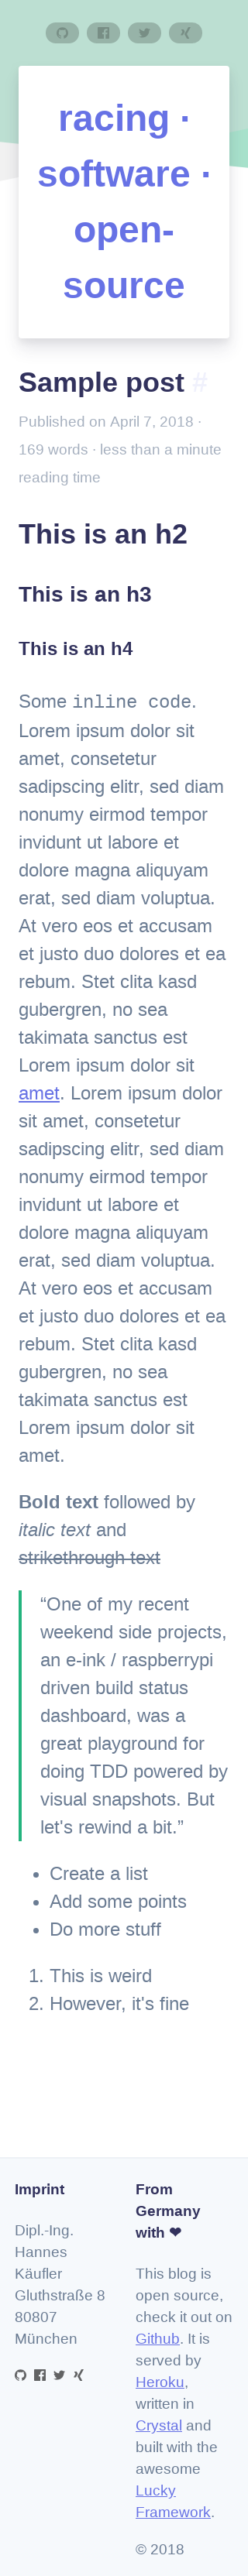 racing ·
software ·
open-
source
Sample post #
Published on April 7, 2018 ·
169 words · less than a minute
reading time
This is an h2
This is an h3
This is an h4
Some inline code.
Lorem ipsum dolor sit
amet, consetetur
sadipscing elitr, sed diam
nonumy eirmod tempor
invidunt ut labore et
dolore magna aliquyam
erat, sed diam voluptua.
At vero eos et accusam
et justo duo dolores et ea
rebum. Stet clita kasd
gubergren, no sea
takimata sanctus est
Lorem ipsum dolor sit
amet. Lorem ipsum dolor
sit amet, consetetur
sadipscing elitr, sed diam
nonumy eirmod tempor
invidunt ut labore et
dolore magna aliquyam
erat, sed diam voluptua.
At vero eos et accusam
et justo duo dolores et ea
rebum. Stet clita kasd
gubergren, no sea
takimata sanctus est
Lorem ipsum dolor sit
amet.
Bold text followed by
italic text and
strikethrough text
“One of my recent
weekend side projects,
an e-ink / raspberrypi
driven build status
dashboard, was a
great playground for
doing TDD powered by
visual snapshots. But
let's rewind a bit.”
• Create a list
• Add some points
• Do more stuff
1. This is weird
2. However, it's fine
Imprint
Dipl.-Ing.
Hannes
Käufler
Gluthstraße 8
80807
München
From
Germany
with ❤
This blog is
open source,
check it out on
Github. It is
served by
Heroku,
written in
Crystal and
built with the
awesome
Lucky
Framework.
© 2018